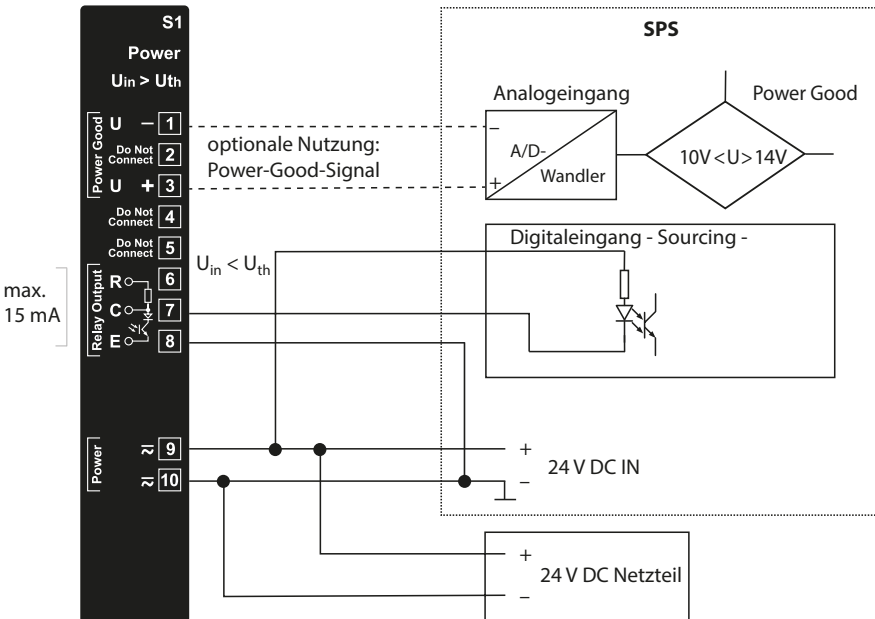 S1
Power
Uin > Uth
Power Good
U − 1
Do Not
Connect 2
U + 3
Do Not
Connect 4
Do Not
Connect 5
Relay Output
R 6
C 7
E 8
max.
15 mA
Power
≂ 9
≂ 10
optionale Nutzung:
Power-Good-Signal
Uin < Uth
SPS
Analogeingang
−
+
A/D-
Wandler
Power Good
10V <U> 14V
Digitaleingang - Sourcing -
+
24 V DC IN
−
+
24 V DC Netzteil
−